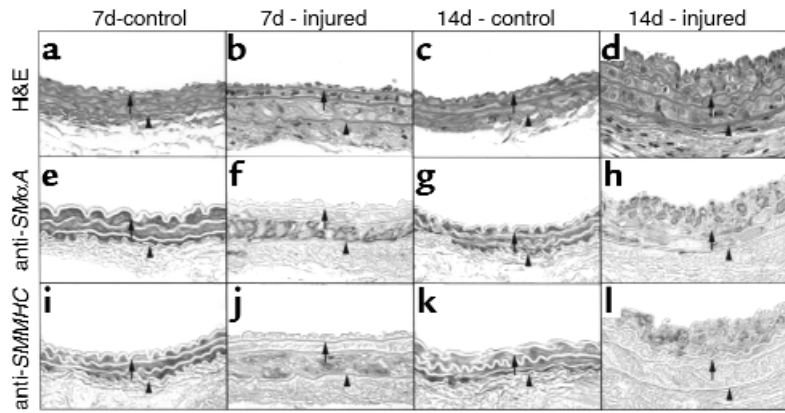 7d-control 7d - injured 14d - control 14d - injured
H&E
a b c d
anti-SMαA
e f g h
anti-SMMHC
i j k l